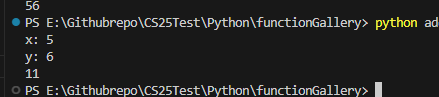 56
PS E:\Githubrepo\CS25Test\Python\functionGallery> python ad
x: 5
y: 6
11
PS E:\Githubrepo\CS25Test\Python\functionGallery>